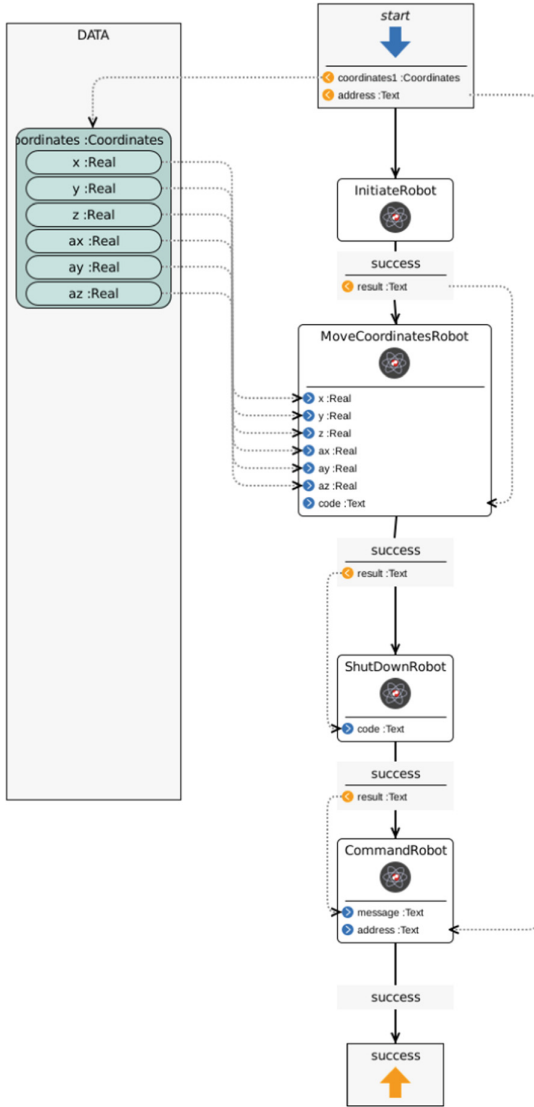 DATA
ordinates :Coordinates
x :Real
y :Real
z :Real
ax :Real
ay :Real
az :Real
start
coordinates1 :Coordinates
address :Text
InitiateRobot
success
result :Text
MoveCoordinatesRobot
x :Real
y :Real
z :Real
ax :Real
ay :Real
az :Real
code :Text
success
result :Text
ShutDownRobot
code :Text
success
result :Text
CommandRobot
message :Text
address :Text
success
success